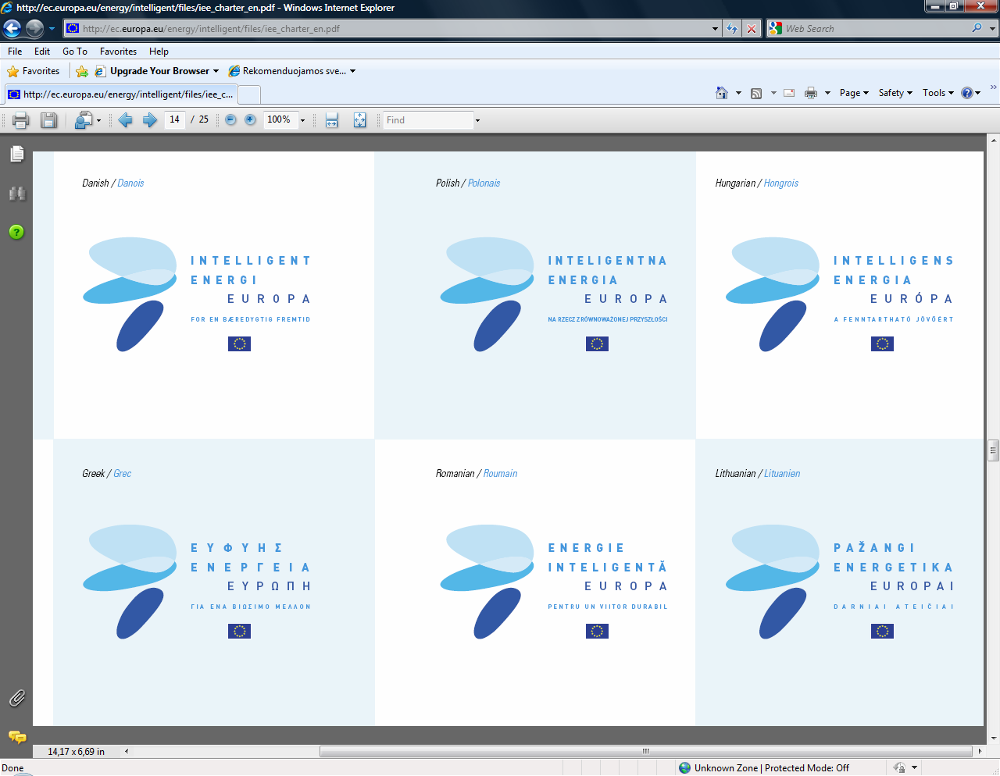 http://ec.europa.eu/energy/intelligent/files/iee_charter_en.pdf - Windows Internet Explorer
http://ec.europa.eu/energy/intelligent/files/iee_charter_en.pdf
Web Search
File Edit Go To Favorites Help
Favorites Upgrade Your Browser Rekomenduojamos sve...
http://ec.europa.eu/energy/intelligent/files/iee_c...
Page Safety Tools
14 / 25 100% Find
Danish / Danois
INTELLIGENT
ENERGI
EUROPA
FOR EN BÆREDYGTIG FREMTID
Polish / Polonais
INTELIGENTNA
ENERGIA
EUROPA
NA RZECZ ZRÓWNOWAŻONEJ PRZYSZŁOŚCI
Hungarian / Hongrois
INTELLIGENS
ENERGIA
EURÓPA
A FENNTARTHATÓ JÖVŐÉRT
Greek / Grec
ΕΥΦΥΗΣ
ΕΝΕΡΓΕΙΑ
ΕΥΡΩΠΗ
ΓΙΑ ΕΝΑ ΒΙΩΣΙΜΟ ΜΕΛΛΟΝ
Romanian / Roumain
ENERGIE
INTELIGENTĂ
EUROPA
PENTRU UN VIITOR DURABIL
Lithuanian / Lituanien
PAŽANGI
ENERGETIKA
EUROPAI
DARNIAI ATEIČIAI
14,17 x 6,69 in
Done
Unknown Zone | Protected Mode: Off